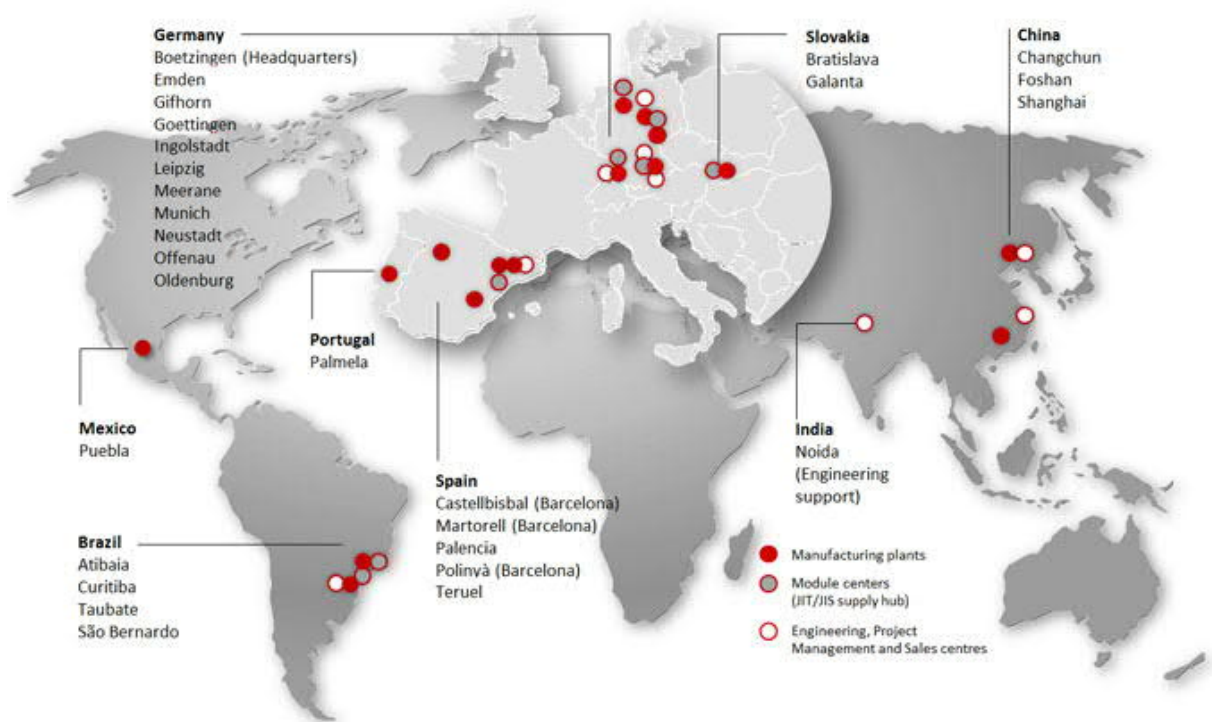 Germany
Boetzingen (Headquarters)
Emden
Gifhorn
Goettingen
Ingolstadt
Leipzig
Meerane
Munich
Neustadt
Offenau
Oldenburg
Slovakia
Bratislava
Galanta
China
Changchun
Foshan
Shanghai
Portugal
Palmela
Mexico
Puebla
Spain
Castellbisbal (Barcelona)
Martorell (Barcelona)
Palencia
Polinyà (Barcelona)
Teruel
India
Noida
(Engineering
support)
Brazil
Atibaia
Curitiba
Taubate
São Bernardo
Manufacturing plants
Module centers
(JIT/JIS supply hub)
Engineering, Project
Management and Sales centres